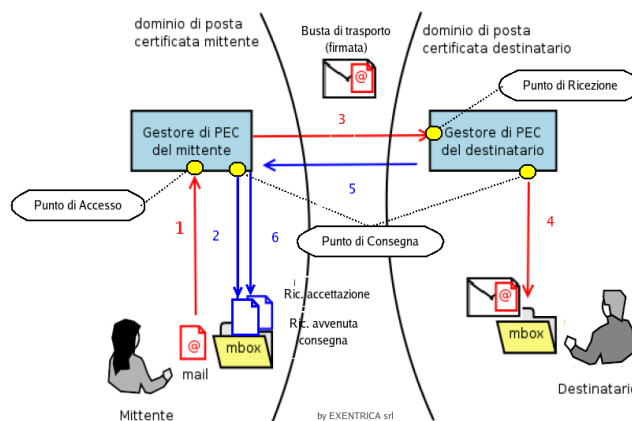 dominio di posta
certificata mittente
Busta di trasporto
(firmata)
dominio di posta
certificata destinatario
@
Punto di Ricezione
3
Gestore di PEC
del mittente
Gestore di PEC
del destinatario
5
Punto di Accesso
1
2
6
Punto di Consegna
4
Ric. accettazione
Ric. avvenuta
consegna
@
@
mbox
mbox
mail
Mittente
Destinatario
by EXENTRICA srl